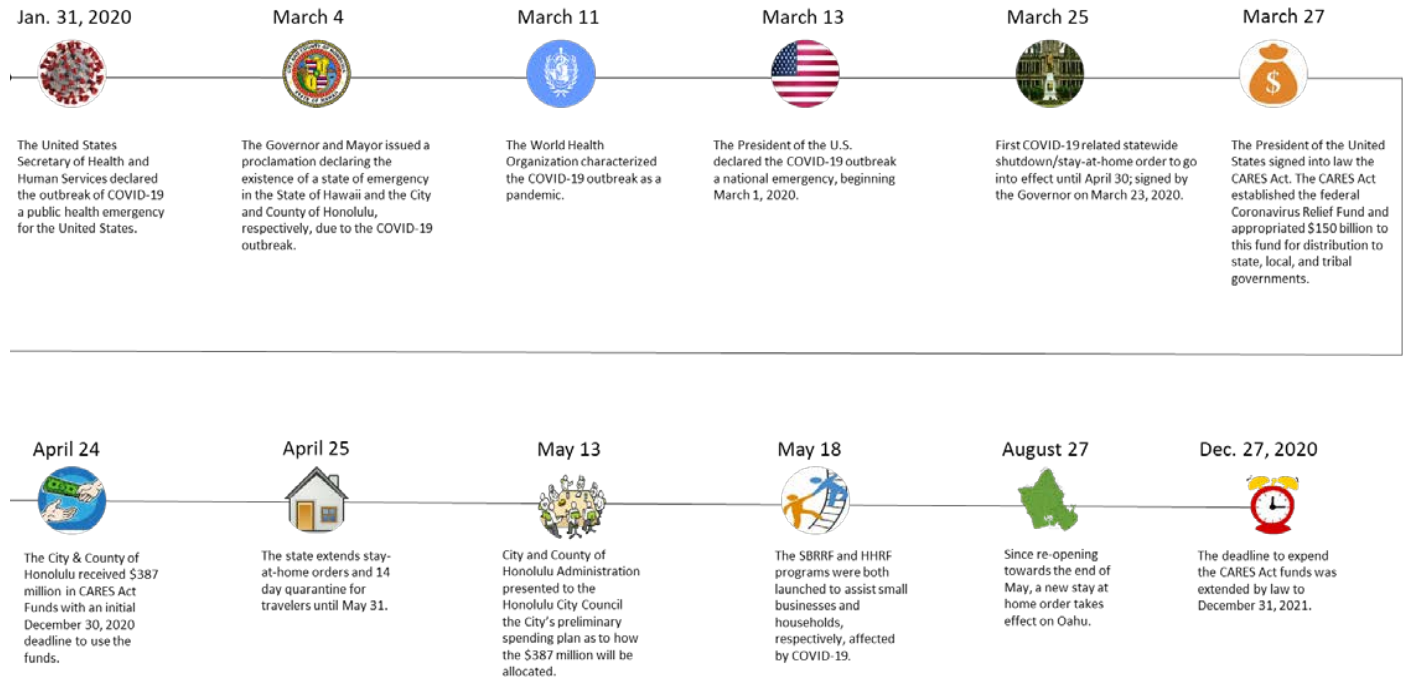 Jan. 31, 2020
The United States
Secretary of Health and
Human Services declared
the outbreak of COVID-19
a public health emergency
for the United States.
March 4
The Governor and Mayor issued a
proclamation declaring the
existence of a state of emergency
in the State of Hawaii and the City
and County of Honolulu,
respectively, due to the COVID-19
outbreak.
March 11
The World Health
Organization characterized
the COVID-19 outbreak as a
pandemic.
March 13
The President of the U.S.
declared the COVID-19 outbreak
a national emergency, beginning
March 1, 2020.
March 25
First COVID-19 related statewide
shutdown/stay-at-home order to go
into effect until April 30; signed by
the Governor on March 23, 2020.
March 27
$
The President of the United
States signed into law the
CARES Act. The CARES Act
established the federal
Coronavirus Relief Fund and
appropriated $150 billion to
this fund for distribution to
state, local, and tribal
governments.
April 24
The City & County of
Honolulu received $387
million in CARES Act
Funds with an initial
December 30, 2020
deadline to use the
funds.
April 25
The state extends stay-
at-home orders and 14
day quarantine for
travelers until May 31.
May 13
City and County of
Honolulu Administration
presented to the
Honolulu City Council
the City's preliminary
spending plan as to how
the $387 million will be
allocated.
May 18
The SBRRF and HHRF
programs were both
launched to assist small
businesses and
households,
respectively, affected
by COVID-19.
August 27
Since re-opening
towards the end of
May, a new stay at
home order takes
effect on Oahu.
Dec. 27, 2020
The deadline to expend
the CARES Act funds was
extended by law to
December 31, 2021.